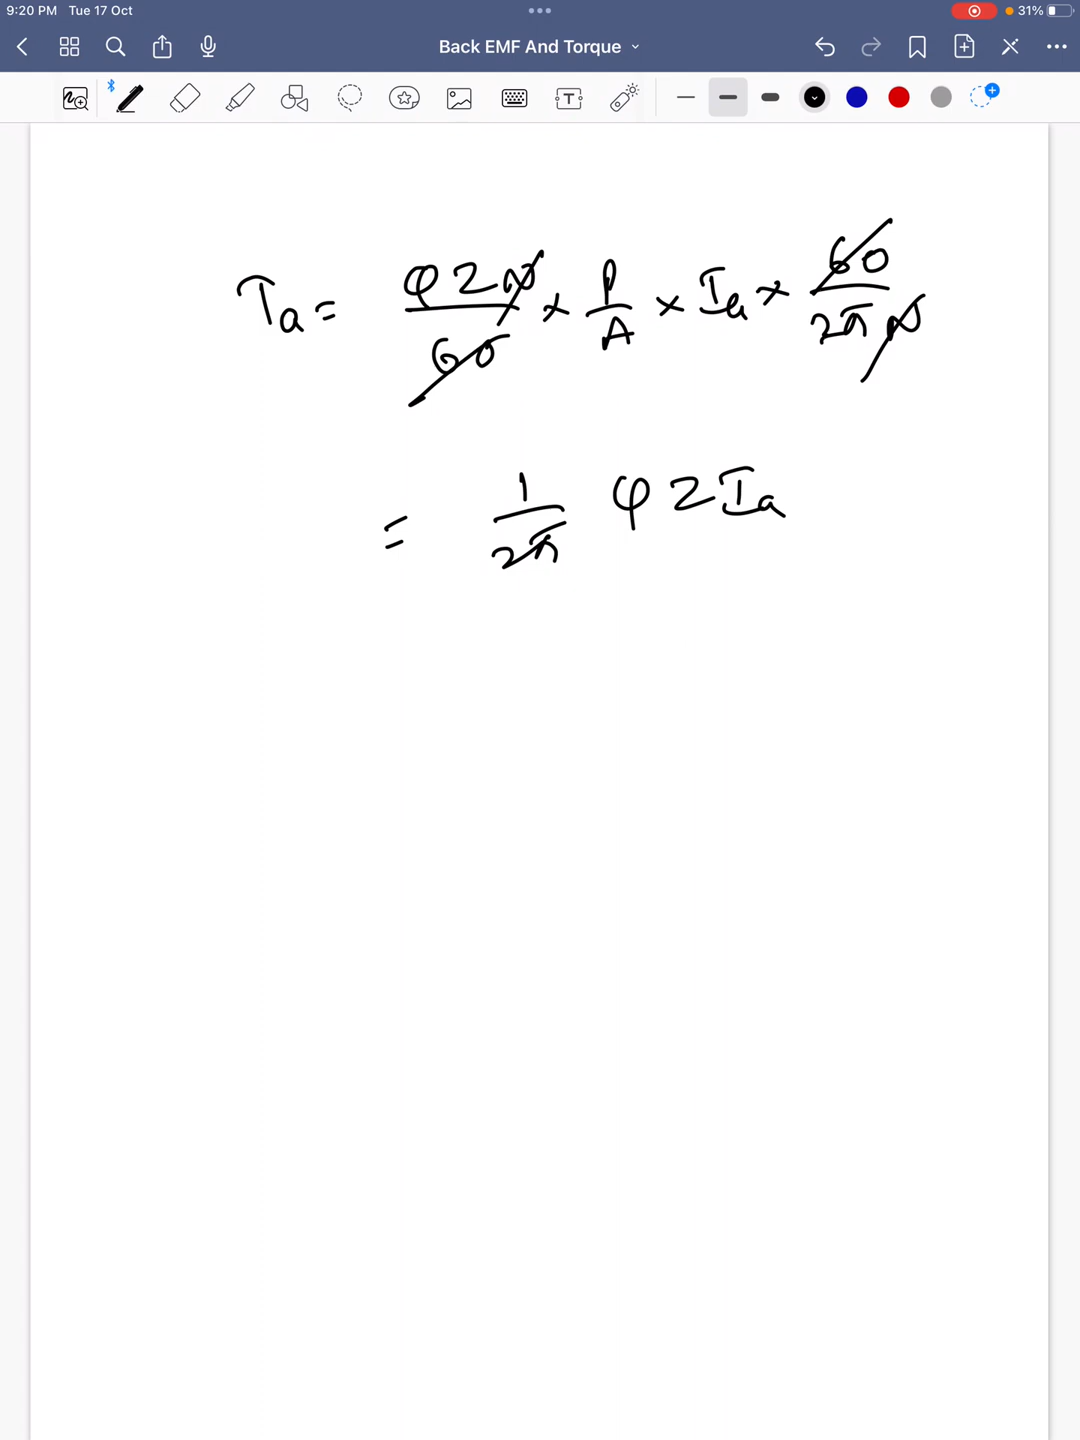 9:20 PM Tue 17 Oct 31%
Back EMF And Torque
Ta = φZN/60 × P/A × Ia × 60/2πN
= 1/2π φZIa